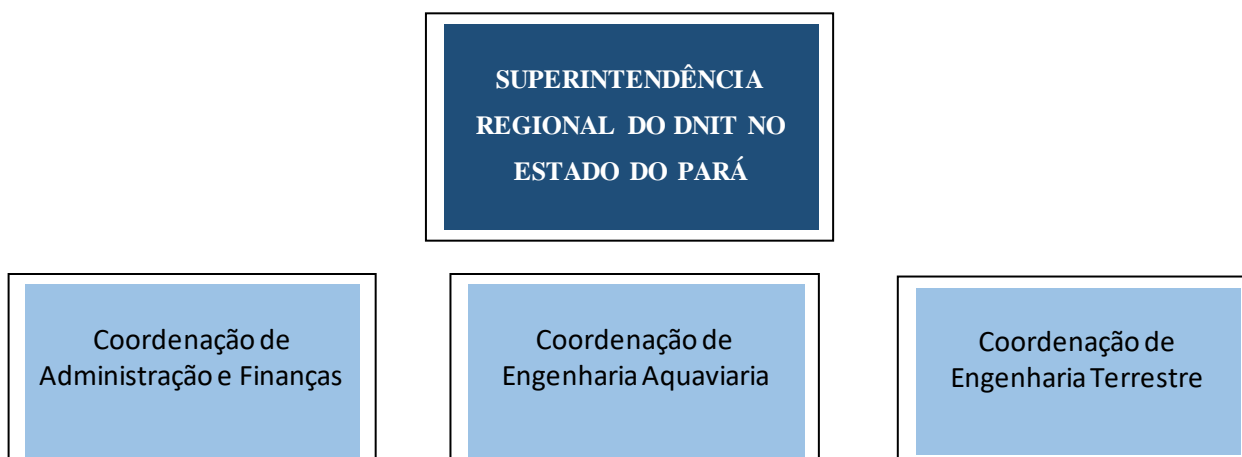 SUPERINTENDÊNCIA
REGIONAL DO DNIT NO
ESTADO DO PARÁ
Coordenação de
Administração e Finanças
Coordenação de
Engenharia Aquaviaria
Coordenação de
Engenharia Terrestre